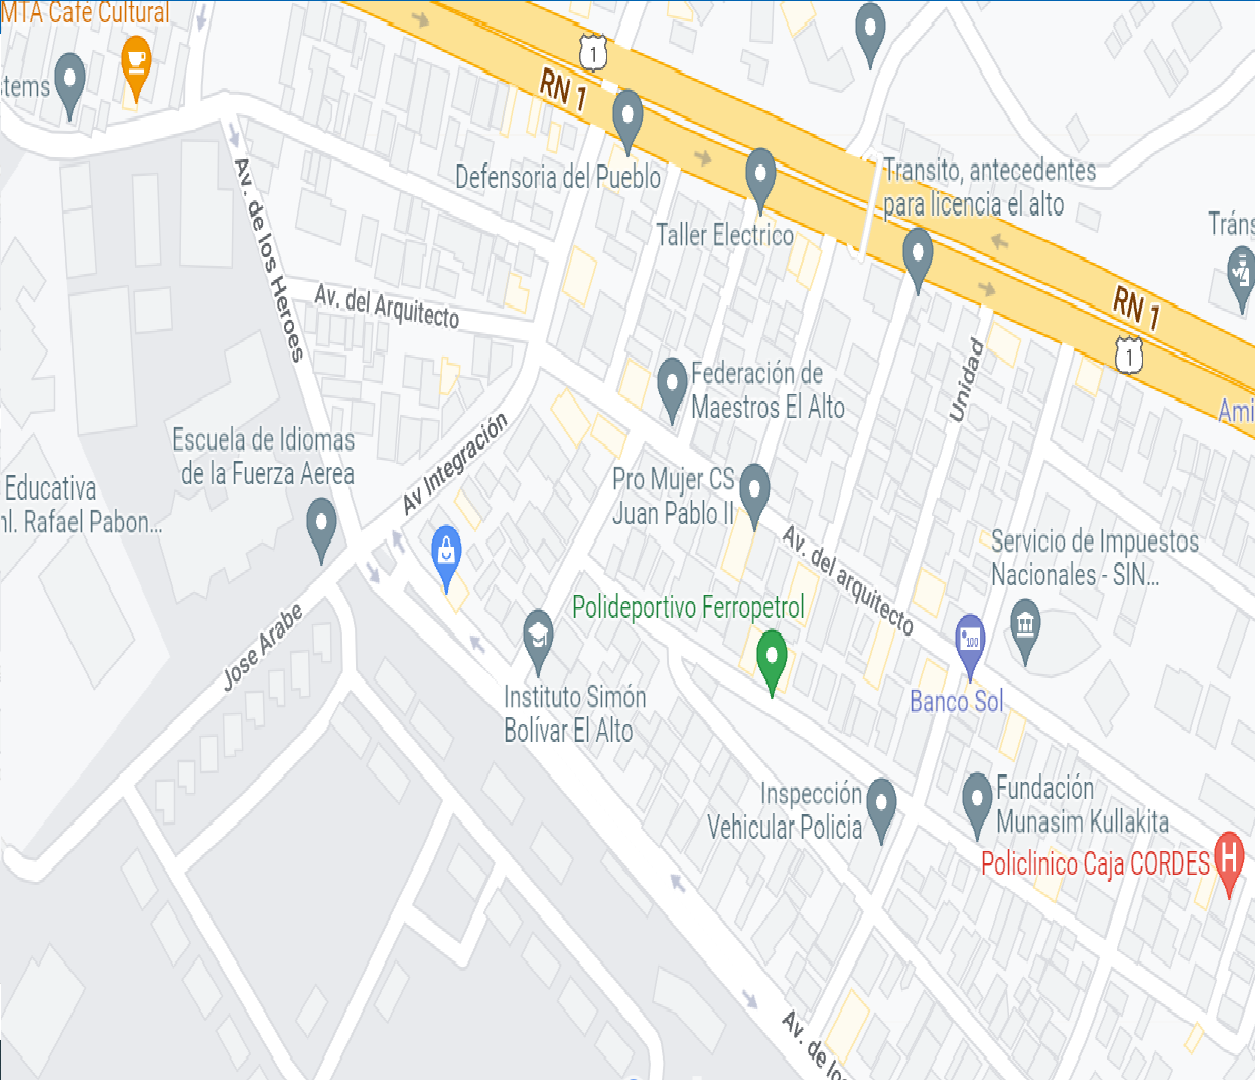 MTA Café Cultural
stems
1
RN 1
Defensoria del Pueblo
Transito, antecedentes
para licencia el alto
Taller Electrico
Tráns
Av. de los Heroes
Av. del Arquitecto
RN 1
1
Unidad
Federación de
Maestros El Alto
Ami
Escuela de Idiomas
de la Fuerza Aerea
Av Integración
Educativa
nl. Rafael Pabon...
Pro Mujer CS
Juan Pablo II
Av. del arquitecto
Servicio de Impuestos
Nacionales - SIN...
Polideportivo Ferropetrol
100
Jose Arabe
Instituto Simón
Bolívar El Alto
Banco Sol
Inspección
Vehicular Policia
Fundación
Munasim Kullakita
Policlinico Caja CORDES
H
Av. de los